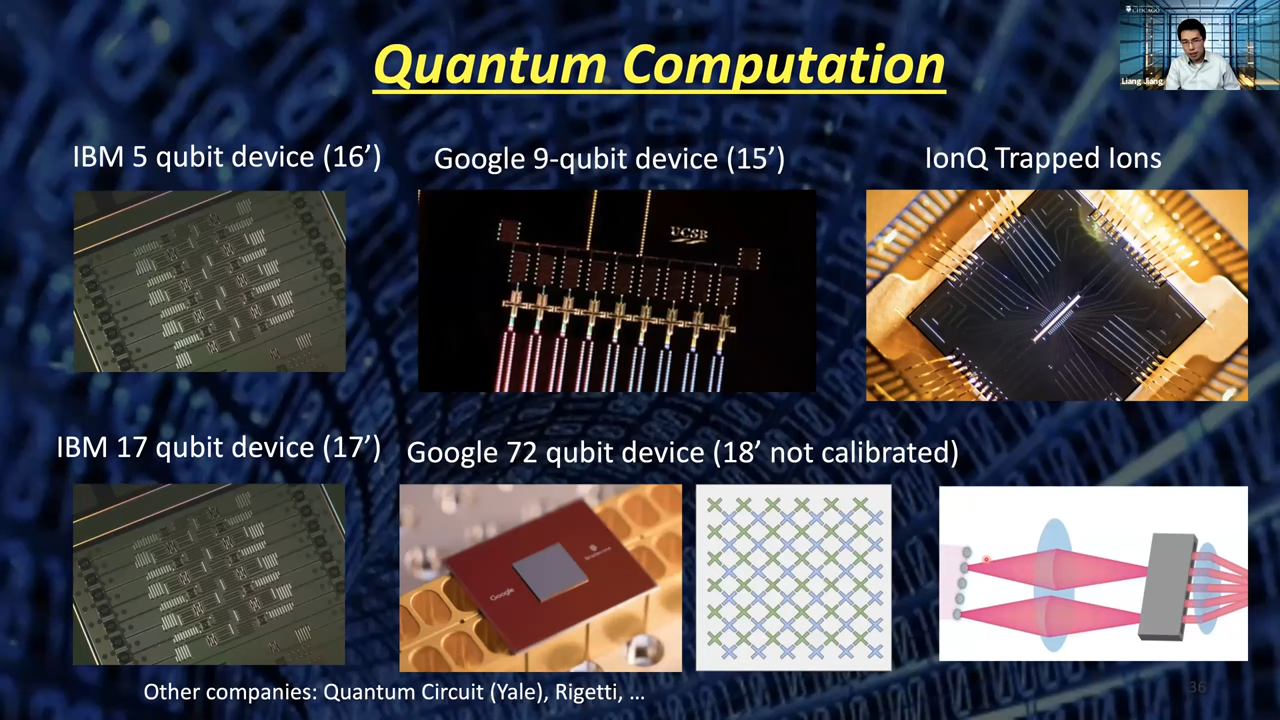 Quantum Computation
CHICAGO
Liang Jiang
IBM 5 qubit device (16’)
Google 9-qubit device (15’)
IonQ Trapped Ions
UCSB
IBM 17 qubit device (17’)
Google 72 qubit device (18’ not calibrated)
Google
Other companies: Quantum Circuit (Yale), Rigetti, …
36